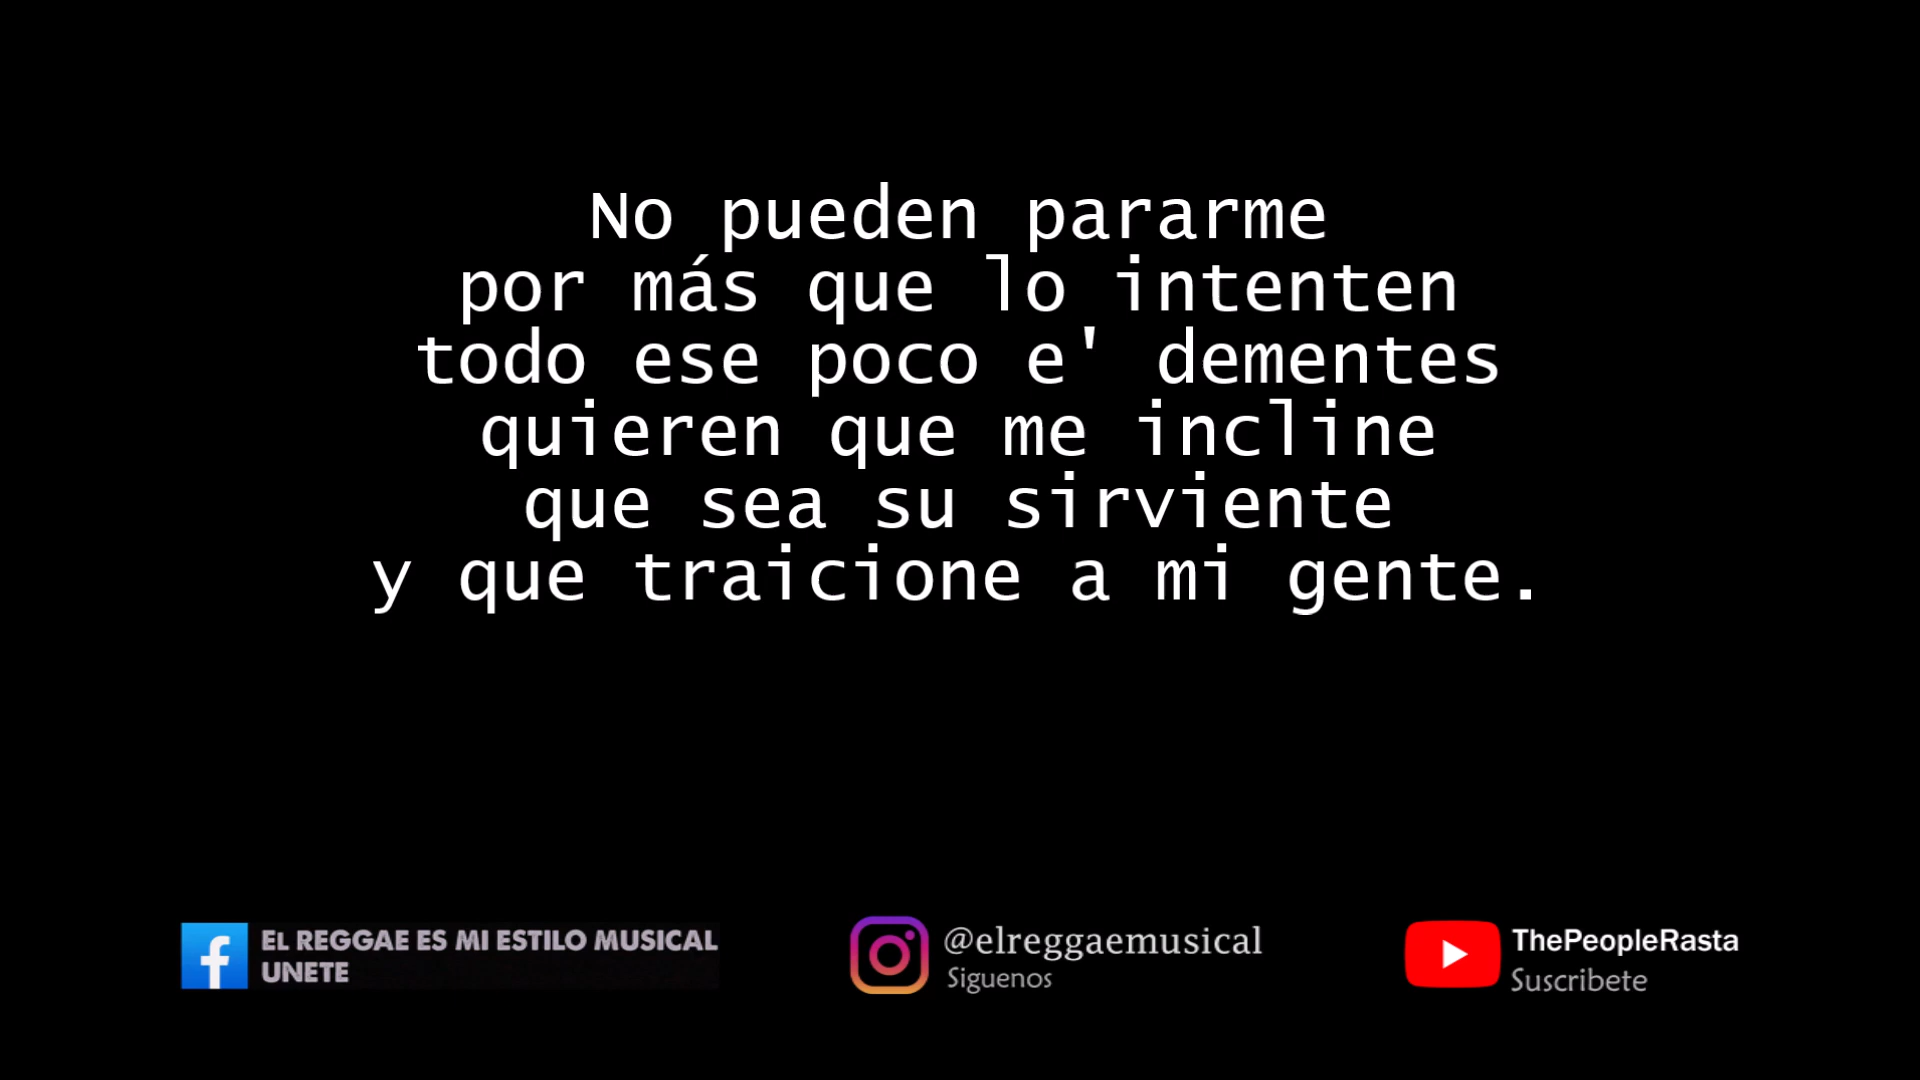 No pueden pararme
por más que lo intenten
todo ese poco e' dementes
quieren que me incline
que sea su sirviente
y que traicione a mi gente.
EL REGGAE ES MI ESTILO MUSICAL
UNETE
@elreggaemusical
Siguenos
ThePeopleRasta
Suscribete